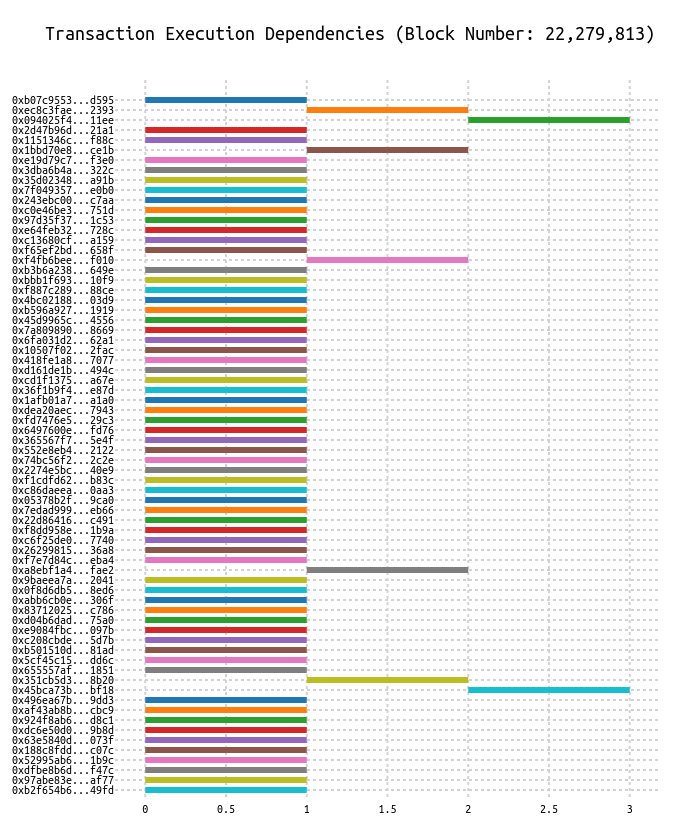 Transaction Execution Dependencies (Block Number: 22,279,813)
0xb07c9553...d595
0xec8c3fae...2393
0x094025f4...11ee
0x2d47b96d...21a1
0x1151346c...f88c
0x1bbd70e8...ce1b
0xe19d79c7...f3e0
0x3dba6b4a...322c
0x35d02348...a91b
0x7f049357...e0b0
0x243ebc00...c7aa
0xc0e46be3...751d
0x97d35f37...1c53
0xe64feb32...728c
0xc13680cf...a159
0xf65ef2bd...658f
0xf4fb6bee...f010
0xb3b6a238...649e
0xbbb1f693...10f9
0xf887c289...88ce
0x4bc02188...03d9
0xb596a927...1919
0x45d9965c...4556
0x7a809890...8669
0x6fa031d2...62a1
0x10507f02...2fac
0x418fe1a8...7077
0xd161de1b...494c
0xcd1f1375...a67e
0x36f1b9f4...e87d
0x1afb01a7...a1a0
0xdea20aec...7943
0xfd7476e5...29c3
0x6497600e...fd76
0x365567f7...5e4f
0x552e8eb4...2122
0x74bc56f2...2c2e
0x2274e5bc...40e9
0xf1cdfd62...b83c
0xc86daeea...0aa3
0x05378b2f...9ca0
0x7edad999...eb66
0x22d86416...c491
0xf8dd958e...1b9a
0xc6f25de0...7740
0x26299815...36a8
0xf7e7d84c...eba4
0xa8ebf1a4...fae2
0x9baeea7a...2041
0x0f8d6db5...8ed6
0xabb6cb0e...306f
0x83712025...c786
0xd04b6dad...75a0
0xe9084fbc...097b
0xc208cbde...5d7b
0xb501510d...81ad
0x5cf45c15...dd6c
0x655557af...1851
0x351cb5d3...8b20
0x45bca73b...bf18
0x496ea67b...9dd3
0xaf43ab8b...cbc9
0x924f8ab6...d8c1
0xdc6e50d0...9b8d
0x63e5840d...073f
0x188c8fdd...c07c
0x52995ab6...1b9c
0xdfbe8b6d...f47c
0x97abe83e...af77
0xb2f654b6...49fd
0 0.5 1 1.5 2 2.5 3